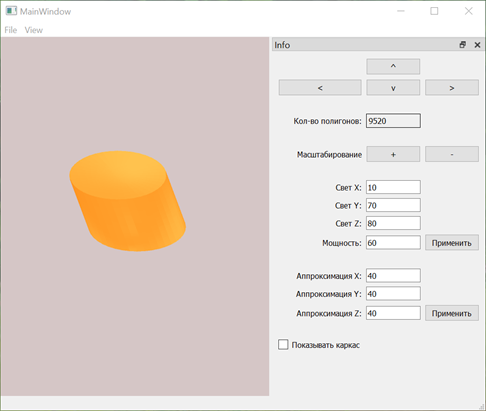 MainWindow
File View
Info
^
< v >
Кол-во полигонов: 9520
Масштабирование + -
Свет X: 10
Свет Y: 70
Свет Z: 80
Мощность: 60 Применить
Аппроксимация X: 40
Аппроксимация Y: 40
Аппроксимация Z: 40 Применить
Показывать каркас